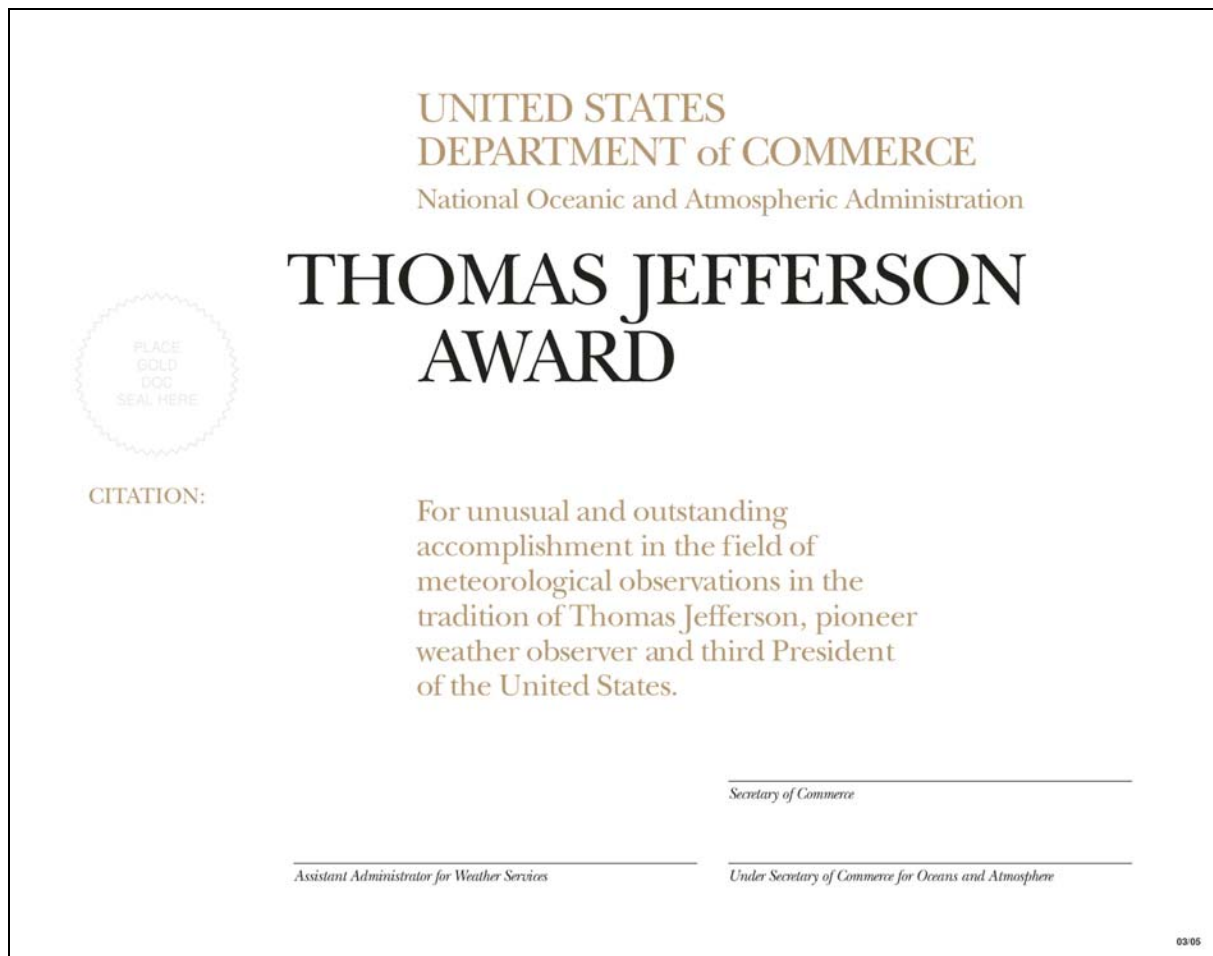 UNITED STATES
DEPARTMENT of COMMERCE
National Oceanic and Atmospheric Administration
THOMAS JEFFERSON
AWARD
PLACE
GOLD
DOC
SEAL HERE
CITATION:
For unusual and outstanding
accomplishment in the field of
meteorological observations in the
tradition of Thomas Jefferson, pioneer
weather observer and third President
of the United States.
Secretary of Commerce
Assistant Administrator for Weather Services
Under Secretary of Commerce for Oceans and Atmosphere
03/05